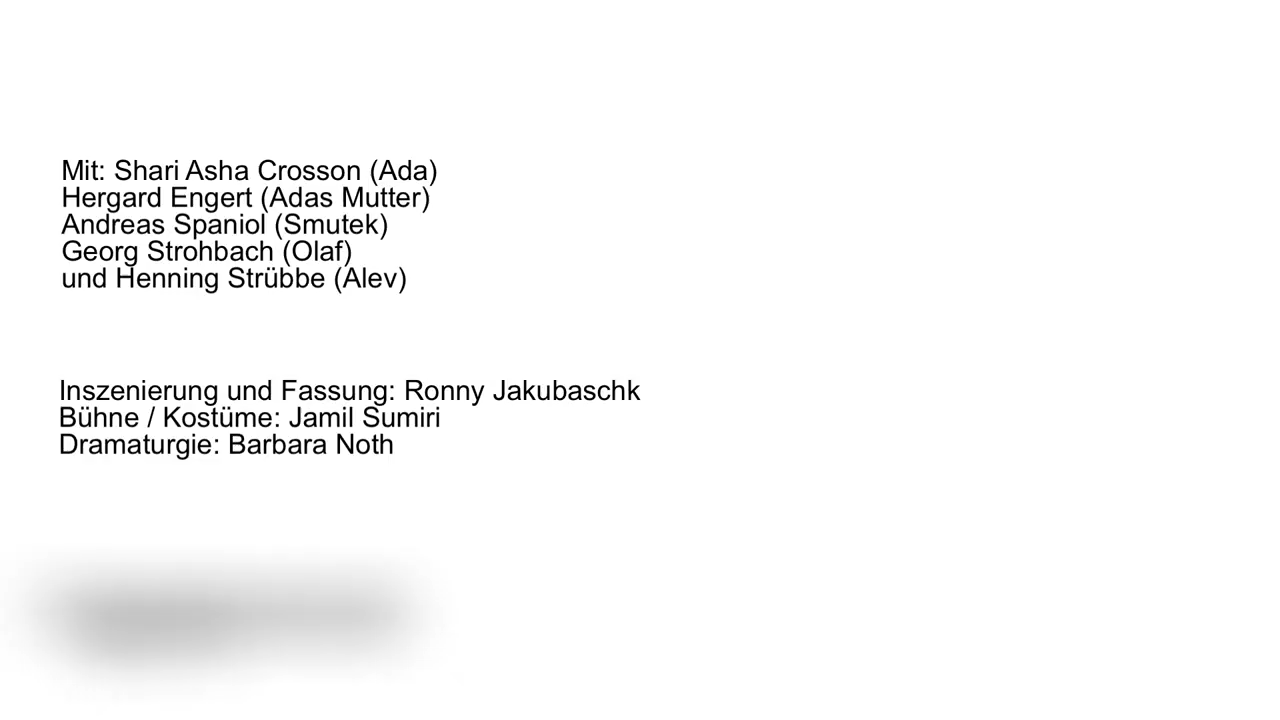 Mit: Shari Asha Crosson (Ada)
Hergard Engert (Adas Mutter)
Andreas Spaniol (Smutek)
Georg Strohbach (Olaf)
und Henning Strübbe (Alev)
Inszenierung und Fassung: Ronny Jakubaschk
Bühne / Kostüme: Jamil Sumiri
Dramaturgie: Barbara Noth